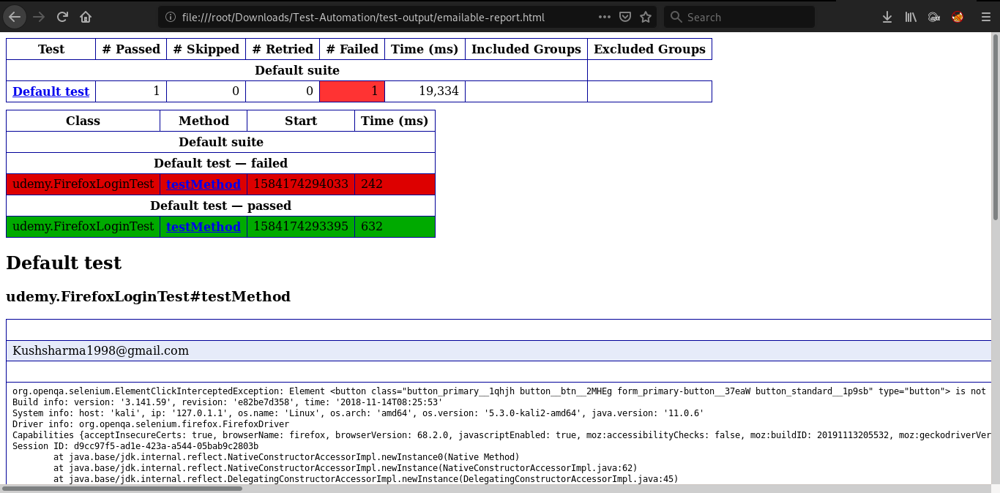 file:///root/Downloads/Test-Automation/test-output/emailable-report.html
Search
Test # Passed # Skipped # Retried # Failed Time (ms) Included Groups Excluded Groups
Default suite
Default test 1 0 0 1 19,334
Class Method Start Time (ms)
Default suite
Default test — failed
udemy.FirefoxLoginTest testMethod 1584174294033 242
Default test — passed
udemy.FirefoxLoginTest testMethod 1584174293395 632
Default test
udemy.FirefoxLoginTest#testMethod
Kushsharma1998@gmail.com
org.openqa.selenium.ElementClickInterceptedException: Element <button class="button_primary__1qhjh button__btn__2MHEg form_primary-button__37eaW button_standard__1p9sb" type="button"> is not
Build info: version: '3.141.59', revision: 'e82be7d358', time: '2018-11-14T08:25:53'
System info: host: 'kali', ip: '127.0.1.1', os.name: 'Linux', os.arch: 'amd64', os.version: '5.3.0-kali2-amd64', java.version: '11.0.6'
Driver info: org.openqa.selenium.firefox.FirefoxDriver
Capabilities {acceptInsecureCerts: true, browserName: firefox, browserVersion: 68.2.0, javascriptEnabled: true, moz:accessibilityChecks: false, moz:buildID: 20191113205532, moz:geckodriverVer
Session ID: d9cc97f5-ad1e-423a-a544-05bab9c2803b
at java.base/jdk.internal.reflect.NativeConstructorAccessorImpl.newInstance0(Native Method)
at java.base/jdk.internal.reflect.NativeConstructorAccessorImpl.newInstance(NativeConstructorAccessorImpl.java:62)
at java.base/jdk.internal.reflect.DelegatingConstructorAccessorImpl.newInstance(DelegatingConstructorAccessorImpl.java:45)